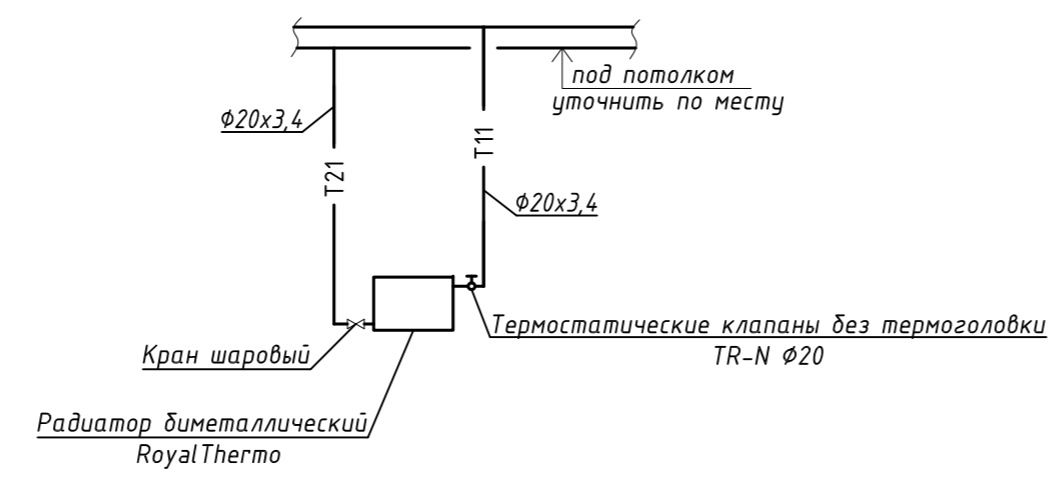 под потолком
уточнить по месту
Ф20х3,4
Т21
Т11
Ф20х3,4
Термостатические клапаны без термоголовки
TR-N Ф20
Кран шаровый
Радиатор биметаллический
RoyalThermo